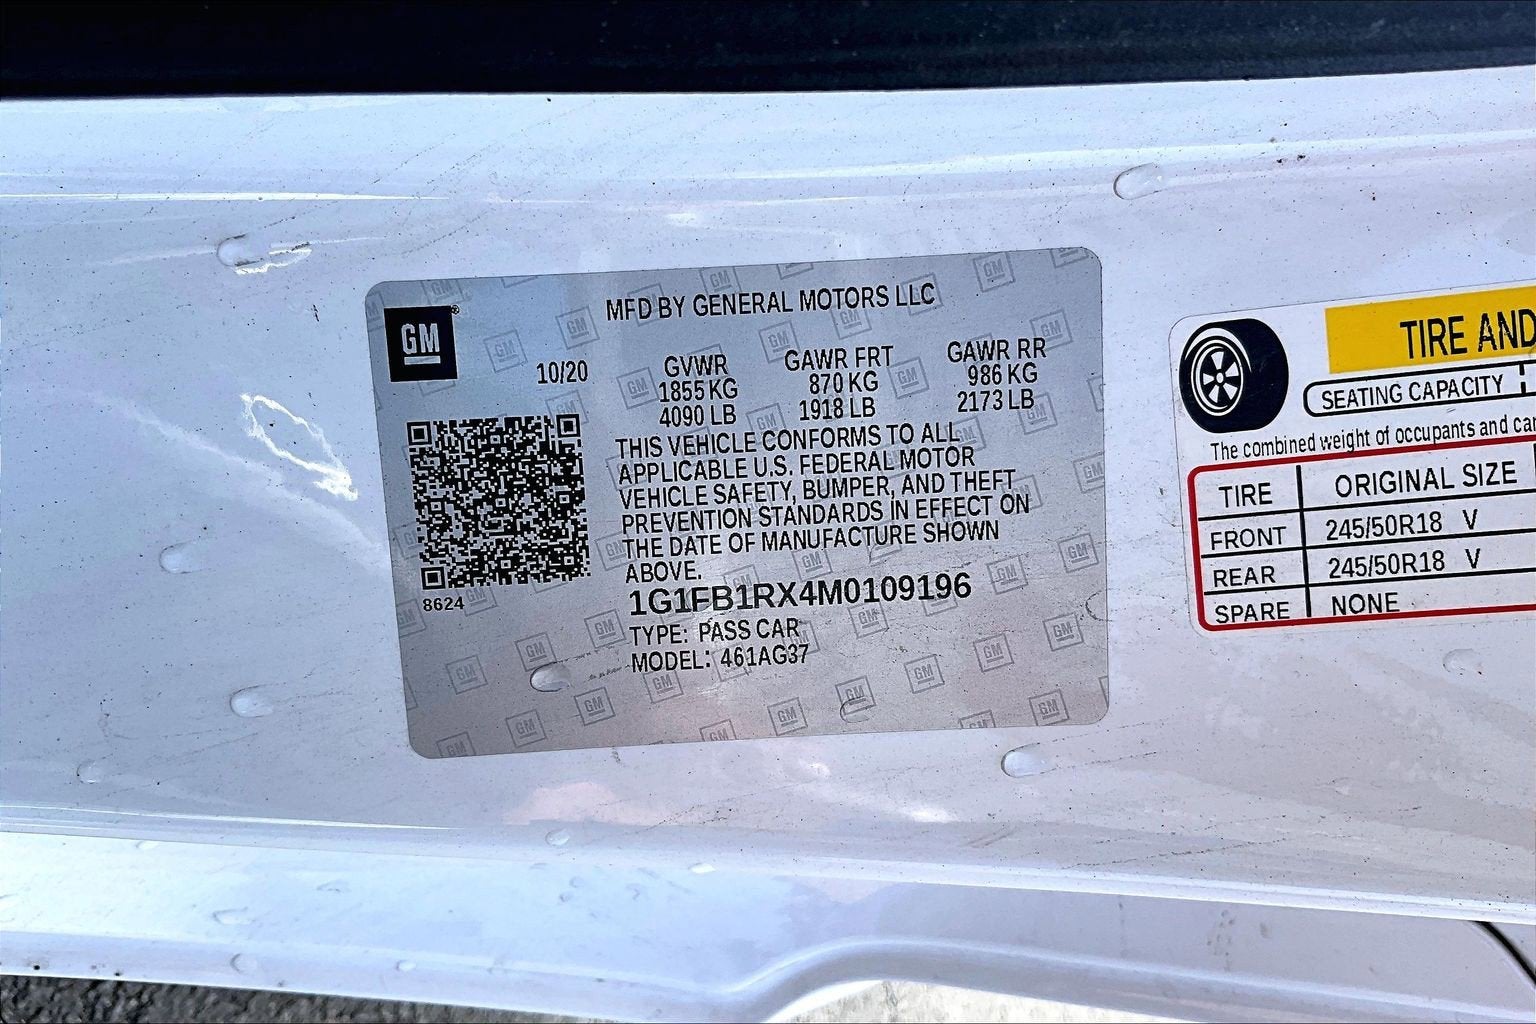 GM
MFD BY GENERAL MOTORS LLC
10/20
GVWR GAWR FRT GAWR RR
1855 KG 870 KG 986 KG
4090 LB 1918 LB 2173 LB
THIS VEHICLE CONFORMS TO ALL
APPLICABLE U.S. FEDERAL MOTOR
VEHICLE SAFETY, BUMPER, AND THEFT
PREVENTION STANDARDS IN EFFECT ON
THE DATE OF MANUFACTURE SHOWN
ABOVE.
1G1FB1RX4M0109196
TYPE: PASS CAR
MODEL: 461AG37
8624
TIRE AND
SEATING CAPACITY
The combined weight of occupants and
TIRE ORIGINAL SIZE
FRONT 245/50R18 V
REAR 245/50R18 V
SPARE NONE